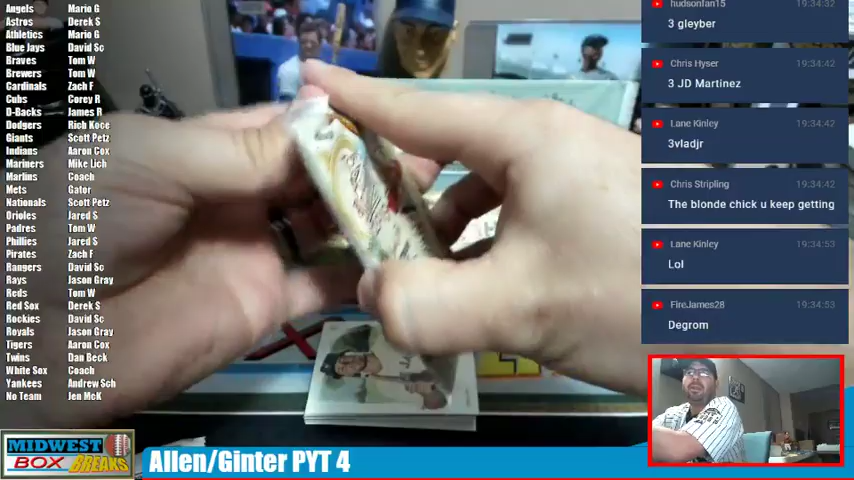 Angels Mario G
Astros Derek S
Athletics Mario G
Blue Jays David Sc
Braves Tom W
Brewers Tom W
Cardinals Zach F
Cubs Corey R
D-Backs James R
Dodgers Rich Koce
Giants Scott Petz
Indians Aaron Cox
Mariners Mike Lich
Marlins Coach
Mets Gator
Nationals Scott Petz
Orioles Jared S
Padres Tom W
Phillies Jared S
Pirates Zach F
Rangers David Sc
Rays Jason Gray
Reds Tom W
Red Sox Derek S
Rockies David Sc
Royals Jason Gray
Tigers Aaron Cox
Twins Dan Beck
White Sox Coach
Yankees Andrew Sch
No Team Jen McK
hudsonfan15 19:34:32
3 gleyber
Chris Hyser 19:34:42
3 JD Martinez
Lane Kinley 19:34:42
3vladjr
Chris Stripling 19:34:42
The blonde chick u keep getting
Lane Kinley 19:34:53
Lol
FireJames28 19:34:53
Degrom
MIDWEST
BOX BREAKS
Allen/Ginter PYT 4